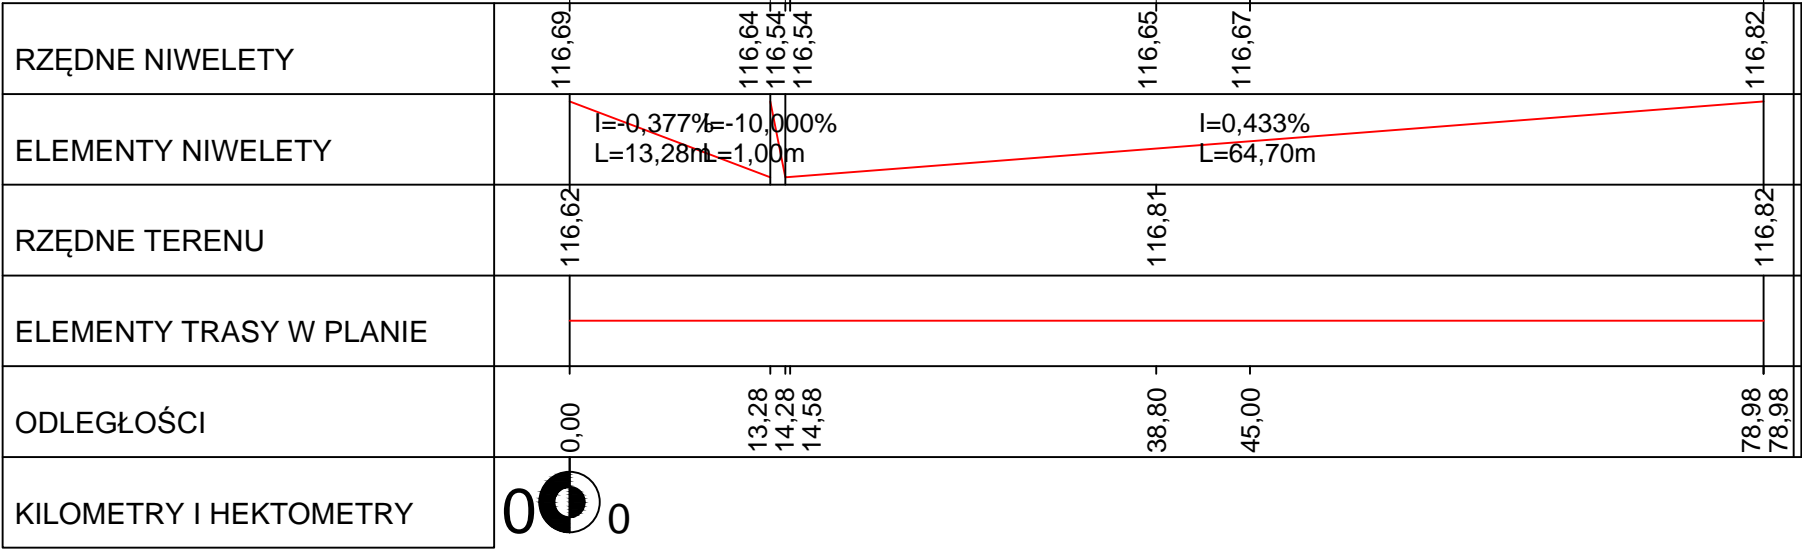 RZĘDNE NIWELETY
116,69
116,64
116,54
116,54
116,65
116,67
116,82
ELEMENTY NIWELETY
I=-0,377%
L=13,28m
I=-10,000%
L=1,00m
I=0,433%
L=64,70m
RZĘDNE TERENU
116,62
116,81
116,82
ELEMENTY TRASY W PLANIE
ODLEGŁOŚCI
0,00
13,28
14,28
14,58
38,80
45,00
78,98
78,98
KILOMETRY I HEKTOMETRY
0 0